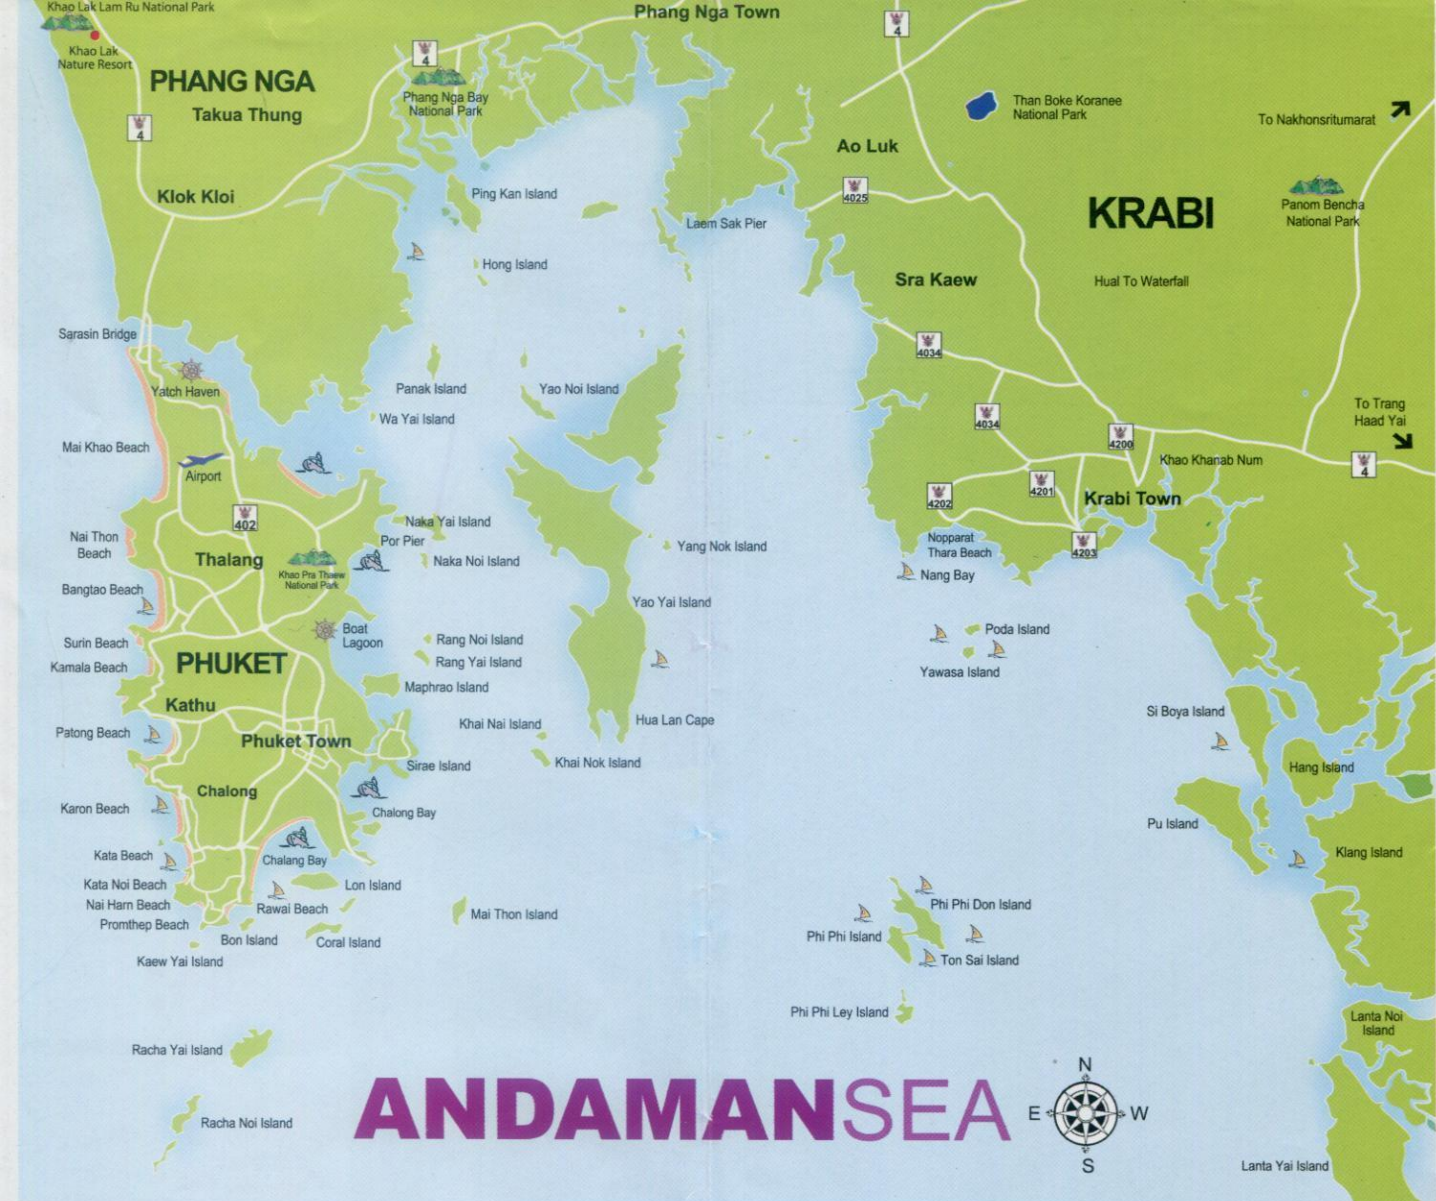 Khao Lak Lam Ru National Park
Phang Nga Town
Khao Lak
Nature Resort
4
4
PHANG NGA
Takua Thung
Phang Nga Bay
National Park
Than Boke Koranee
National Park
To Nakhonsritumarat
4
Ao Luk
Klok Kloi
Ping Kan Island
4025
KRABI
Panom Bencha
National Park
Laem Sak Pier
Hong Island
Sra Kaew
Hual To Waterfall
Sarasin Bridge
4034
Yatch Haven
Panak Island
Yao Noi Island
Wa Yai Island
4034
To Trang
Haad Yai
Mai Khao Beach
4200
Khao Khanab Num
4
Airport
4202
4201
Krabi Town
402
Naka Yai Island
Nai Thon
Beach
Por Pier
Nopparat
Thara Beach
4203
Yang Nok Island
Thalang
Khao Pra Thaew
National Park
Naka Noi Island
Nang Bay
Bangtao Beach
Yao Yai Island
Boat
Lagoon
Poda Island
Surin Beach
Rang Noi Island
Kamala Beach
PHUKET
Rang Yai Island
Yawasa Island
Maphrao Island
Kathu
Si Boya Island
Khai Nai Island
Hua Lan Cape
Patong Beach
Phuket Town
Khai Nok Island
Sirae Island
Hang Island
Chalong
Karon Beach
Chalong Bay
Pu Island
Klang Island
Kata Beach
Chalang Bay
Kata Noi Beach
Lon Island
Nai Harn Beach
Rawai Beach
Phi Phi Don Island
Promthep Beach
Mai Thon Island
Bon Island
Coral Island
Phi Phi Island
Kaew Yai Island
Ton Sai Island
Phi Phi Ley Island
Lanta Noi
Island
Racha Yai Island
N
ANDAMANSEA
E W
Racha Noi Island
S
Lanta Yai Island